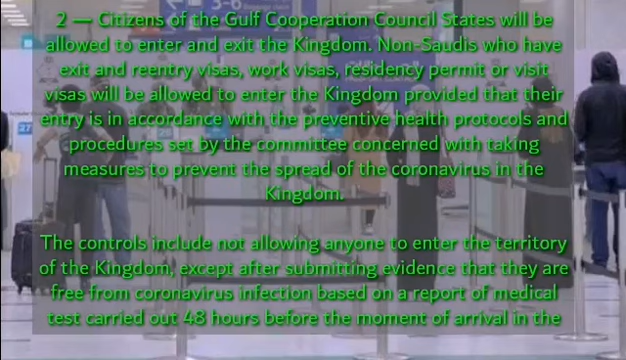 3-6
2 — Citizens of the Gulf Cooperation Council States will be
allowed to enter and exit the Kingdom. Non-Saudis who have
exit and reentry visas, work visas, residency permit or visit
visas will be allowed to enter the Kingdom provided that their
entry is in accordance with the preventive health protocols and
procedures set by the committee concerned with taking
measures to prevent the spread of the coronavirus in the
Kingdom.
The controls include not allowing anyone to enter the territory
of the Kingdom, except after submitting evidence that they are
free from coronavirus infection based on a report of medical
test carried out 48 hours before the moment of arrival in the